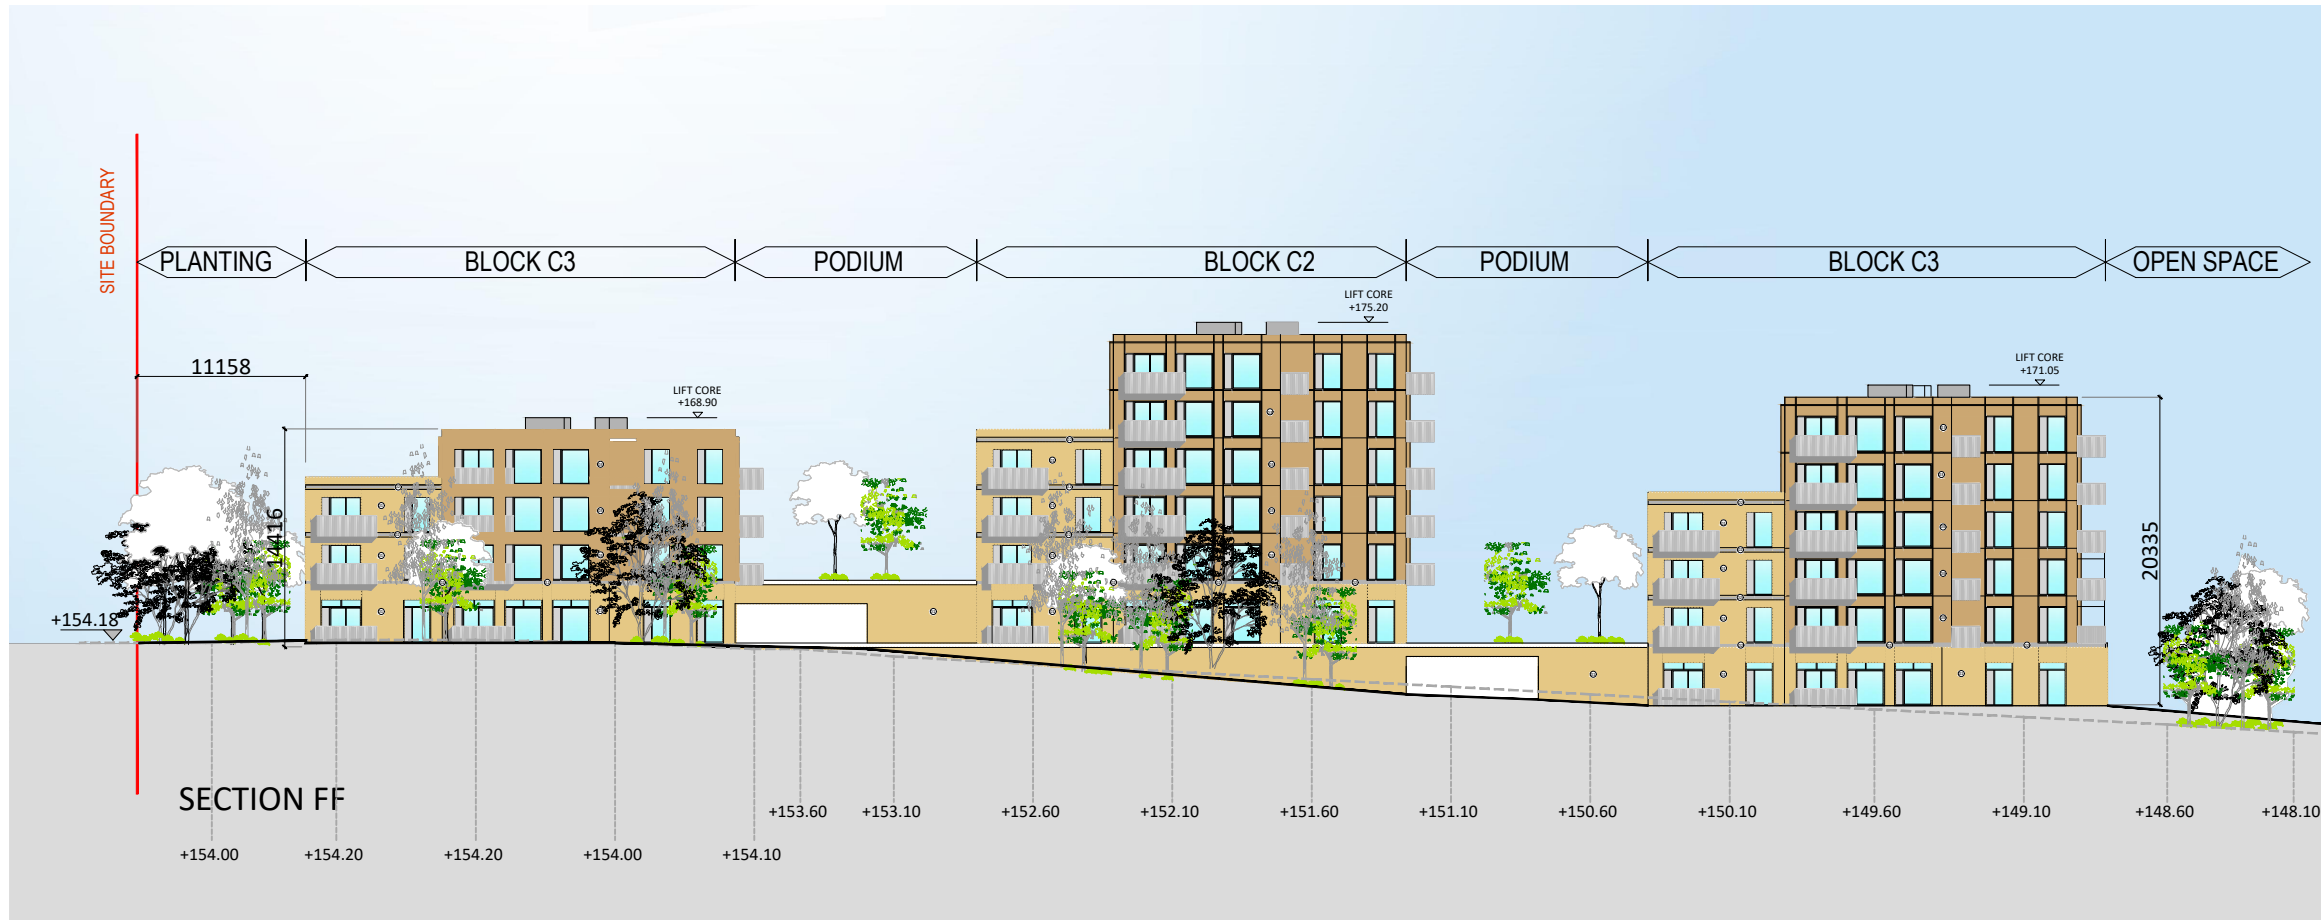 SITE BOUNDARY
PLANTING
BLOCK C3
PODIUM
BLOCK C2
PODIUM
BLOCK C3
OPEN SPACE
LIFT CORE
+175.20
LIFT CORE
+171.05
11158
LIFT CORE
+168.90
14416
20335
+154.18
SECTION FF
+153.60
+153.10
+152.60
+152.10
+151.60
+151.10
+150.60
+150.10
+149.60
+149.10
+148.60
+148.10
+154.00
+154.20
+154.20
+154.00
+154.10